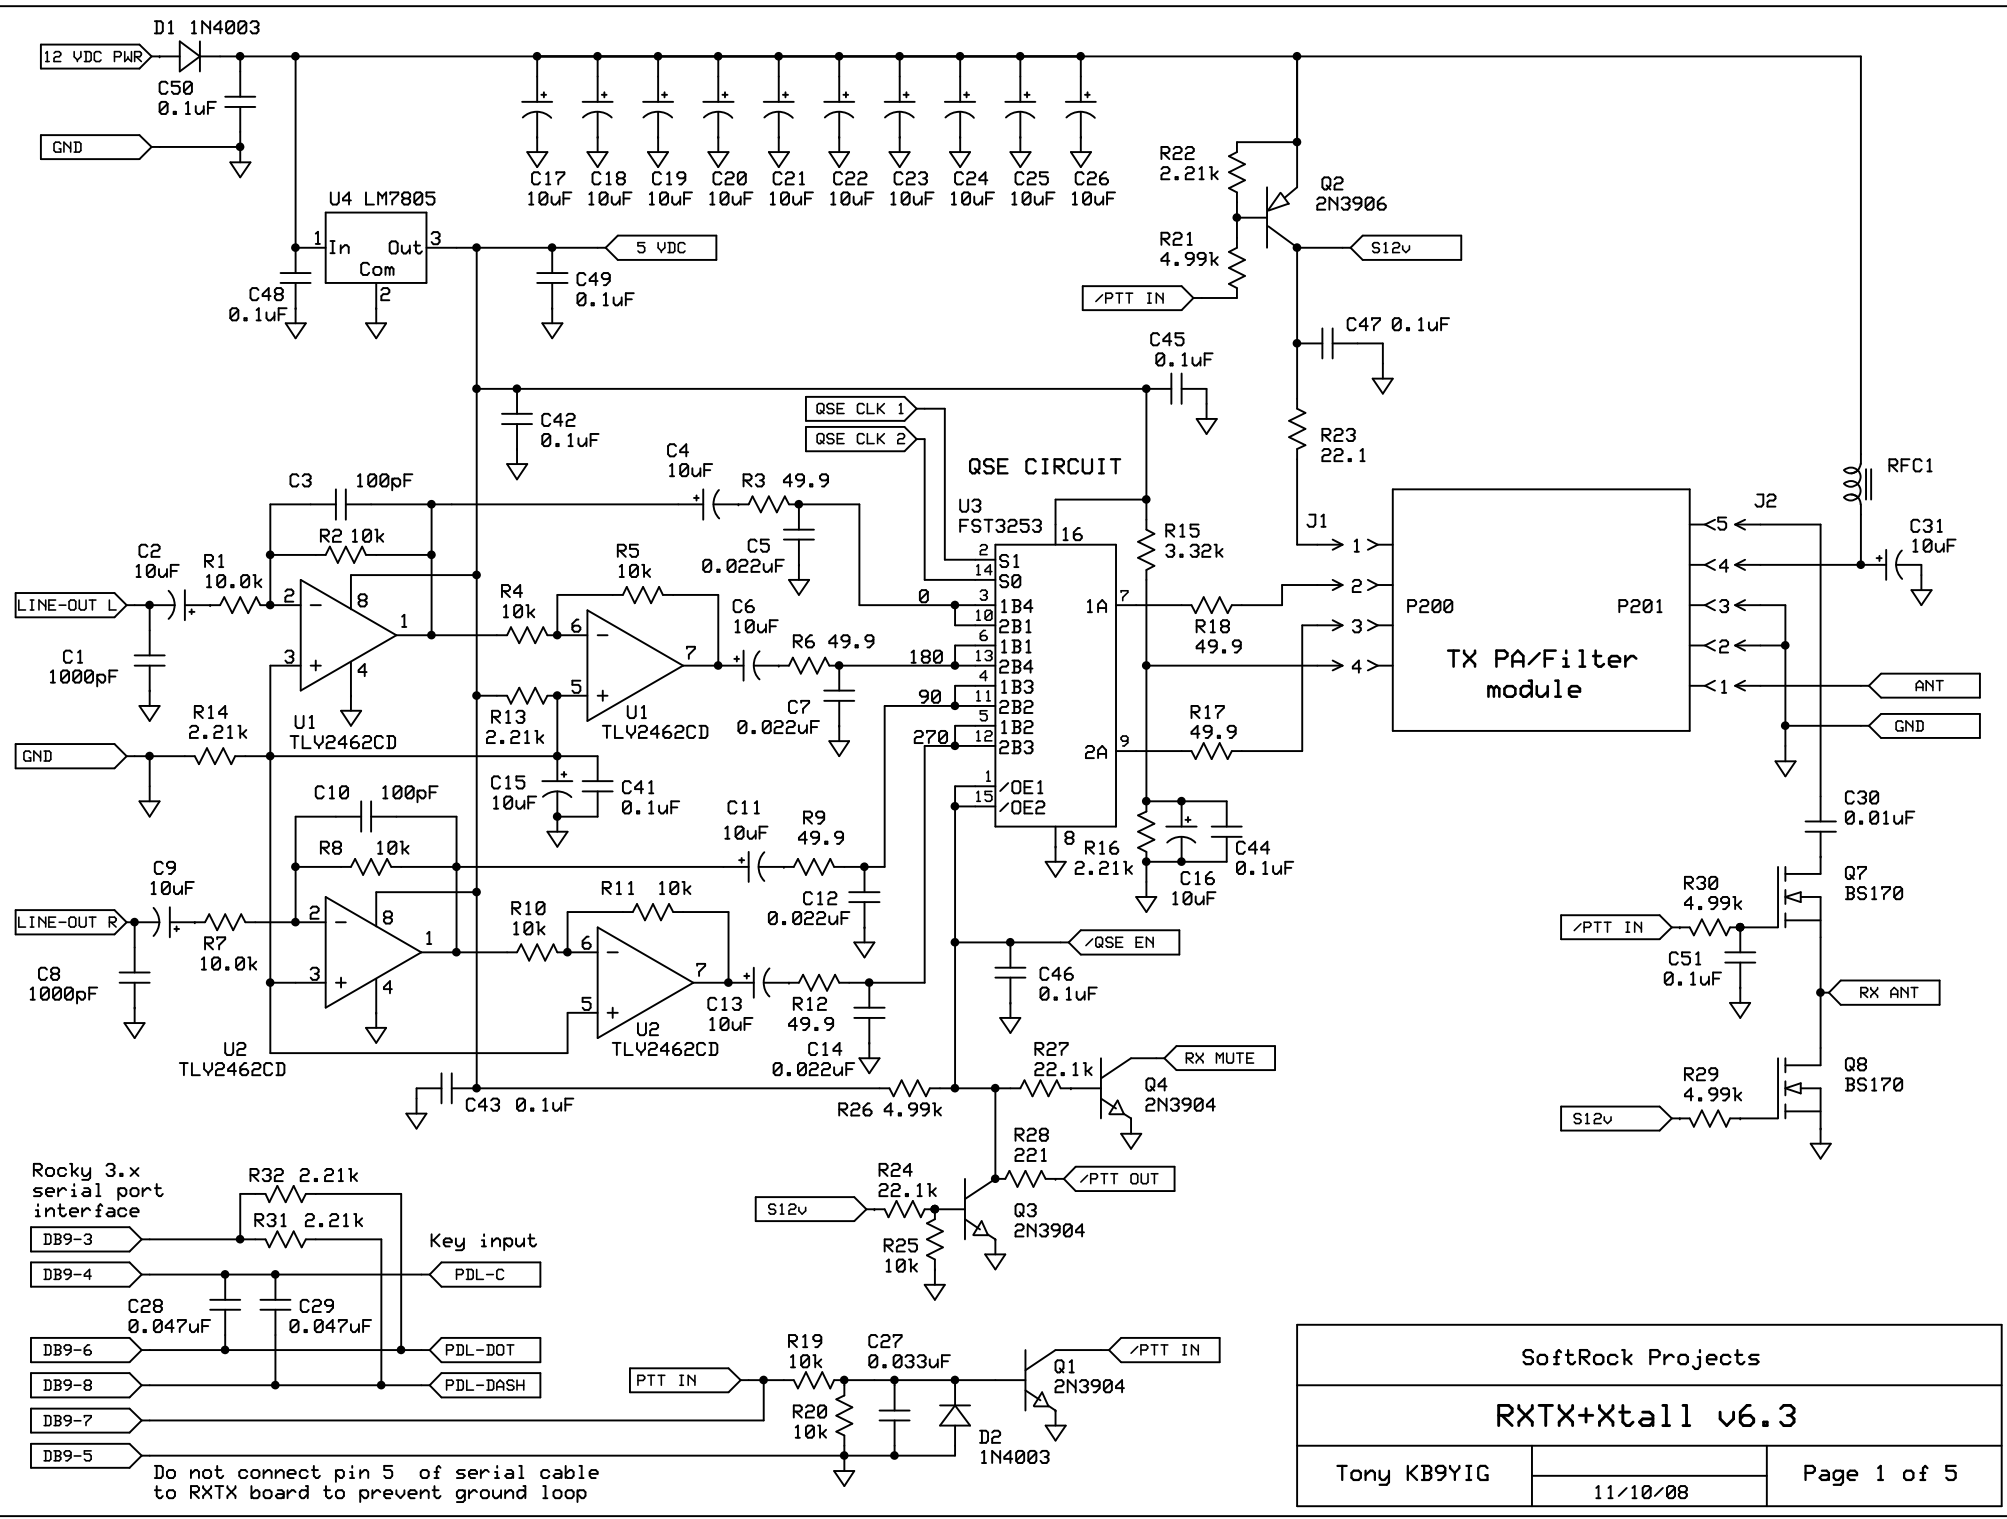 D1 1N4003
12 VDC PWR
C50
0.1uF
GND
C17
10uF
C18
10uF
C19
10uF
C20
10uF
C21
10uF
C22
10uF
C23
10uF
C24
10uF
C25
10uF
C26
10uF
U4 LM7805
1
In
Out
3
Com
2
C48
0.1uF
5 VDC
C49
0.1uF
R22
2.21k
Q2
2N3906
R21
4.99k
S12v
/PTT IN
C47 0.1uF
C45
0.1uF
R23
22.1
C42
0.1uF
QSE CLK 1
QSE CLK 2
QSE CIRCUIT
C3
100pF
R2 10k
C4
10uF
R3 49.9
C5
0.022uF
C2
10uF
R1
10.0k
LINE-OUT L
C1
1000pF
2
3
8
4
1
U1
TLV2462CD
R4
10k
R5
10k
6
5
7
U1
TLV2462CD
C6
10uF
R6 49.9
C7
0.022uF
R13
2.21k
R14
2.21k
GND
C15
10uF
C41
0.1uF
U3
FST3253
16
2
S1
14
S0
0
3
1B4
10
2B1
6
1B1
180
13
2B4
4
1B3
90
11
2B2
5
1B2
270
12
2B3
1
/OE1
15
/OE2
1A
7
2A
9
8
R15
3.32k
R18
49.9
R17
49.9
R16
2.21k
C16
10uF
C44
0.1uF
J1
1
2
3
4
P200
P201
TX PA/Filter
module
J2
5
4
3
2
1
RFC1
C31
10uF
ANT
GND
C30
0.01uF
Q7
BS170
R30
4.99k
/PTT IN
C51
0.1uF
RX ANT
Q8
BS170
R29
4.99k
S12v
C10
100pF
R8
10k
C9
10uF
LINE-OUT R
R7
10.0k
C8
1000pF
2
3
8
4
1
U2
TLV2462CD
R10
10k
R11 10k
6
5
7
U2
TLV2462CD
C11
10uF
R9
49.9
C12
0.022uF
C13
10uF
R12
49.9
C14
0.022uF
/QSE EN
C46
0.1uF
C43 0.1uF
R26 4.99k
R27
22.1k
RX MUTE
Q4
2N3904
R28
221
/PTT OUT
R24
22.1k
S12v
R25
10k
Q3
2N3904
Rocky 3.x
serial port
interface
R32 2.21k
R31 2.21k
DB9-3
Key input
DB9-4
PDL-C
C28
0.047uF
C29
0.047uF
DB9-6
PDL-DOT
DB9-8
PDL-DASH
DB9-7
DB9-5
Do not connect pin 5 of serial cable
to RXTX board to prevent ground loop
PTT IN
R19
10k
C27
0.033uF
R20
10k
D2
1N4003
/PTT IN
Q1
2N3904
SoftRock Projects
RXTX+Xtall v6.3
Tony KB9YIG
11/10/08
Page 1 of 5